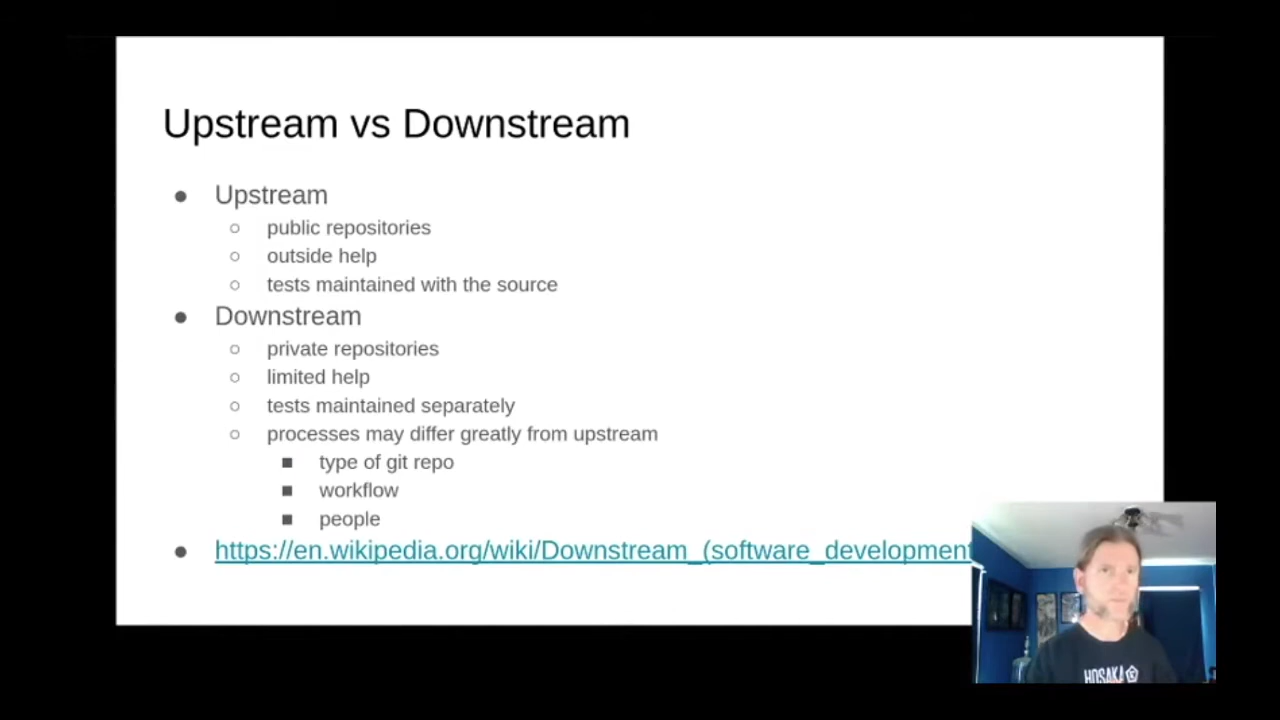 Upstream vs Downstream
● Upstream
○ public repositories
○ outside help
○ tests maintained with the source
● Downstream
○ private repositories
○ limited help
○ tests maintained separately
○ processes may differ greatly from upstream
■ type of git repo
■ workflow
■ people
● https://en.wikipedia.org/wiki/Downstream_(software_development
HOSAKA